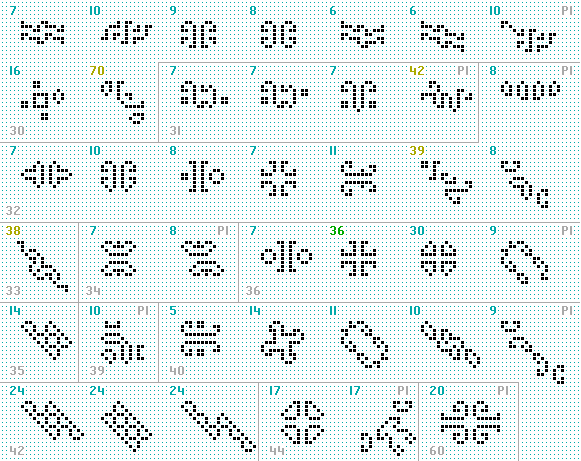 7 10 9 8 6 6 10 P1
16 70 7 7 7 42 P1 8 P1
30 31
7 10 8 7 11 39 8
32
38 7 8 P1 7 36 30 9 P1
33 34 36
14 10 P1 5 14 11 10 9 P1
35 39 40
24 24 24 17 17 P1 20 P1
42 44 60